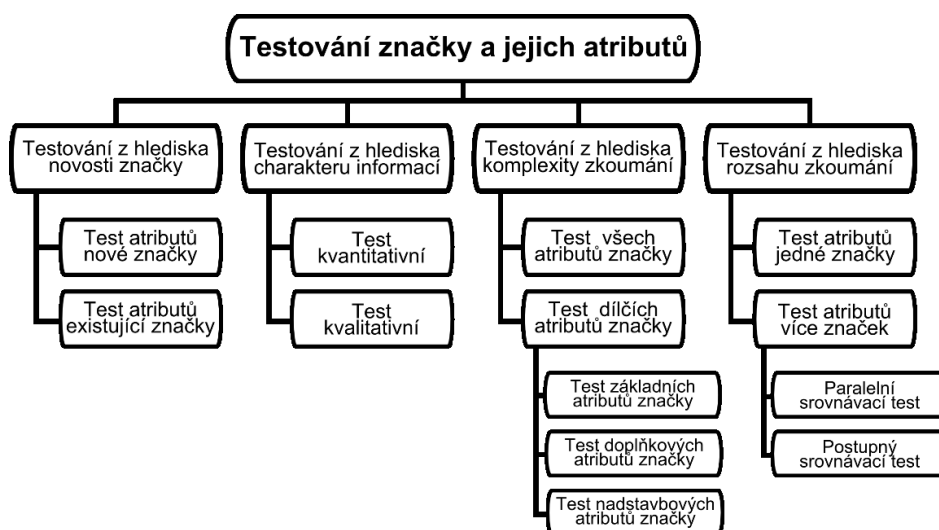 Testování značky a jejich atributů
Testování z hlediska
novosti značky
Testování z hlediska
charakteru informací
Testování z hlediska
komplexity zkoumání
Testování z hlediska
rozsahu zkoumání
Test atributů
nové značky
Test
kvantitativní
Test všech
atributů značky
Test atributů
jedné značky
Test atributů
existující značky
Test
kvalitativní
Test dílčích
atributů značky
Test atributů
více značek
Test základních
atributů značky
Paralelní
srovnávací test
Test doplňkových
atributů značky
Postupný
srovnávací test
Test nadstavbových
atributů značky